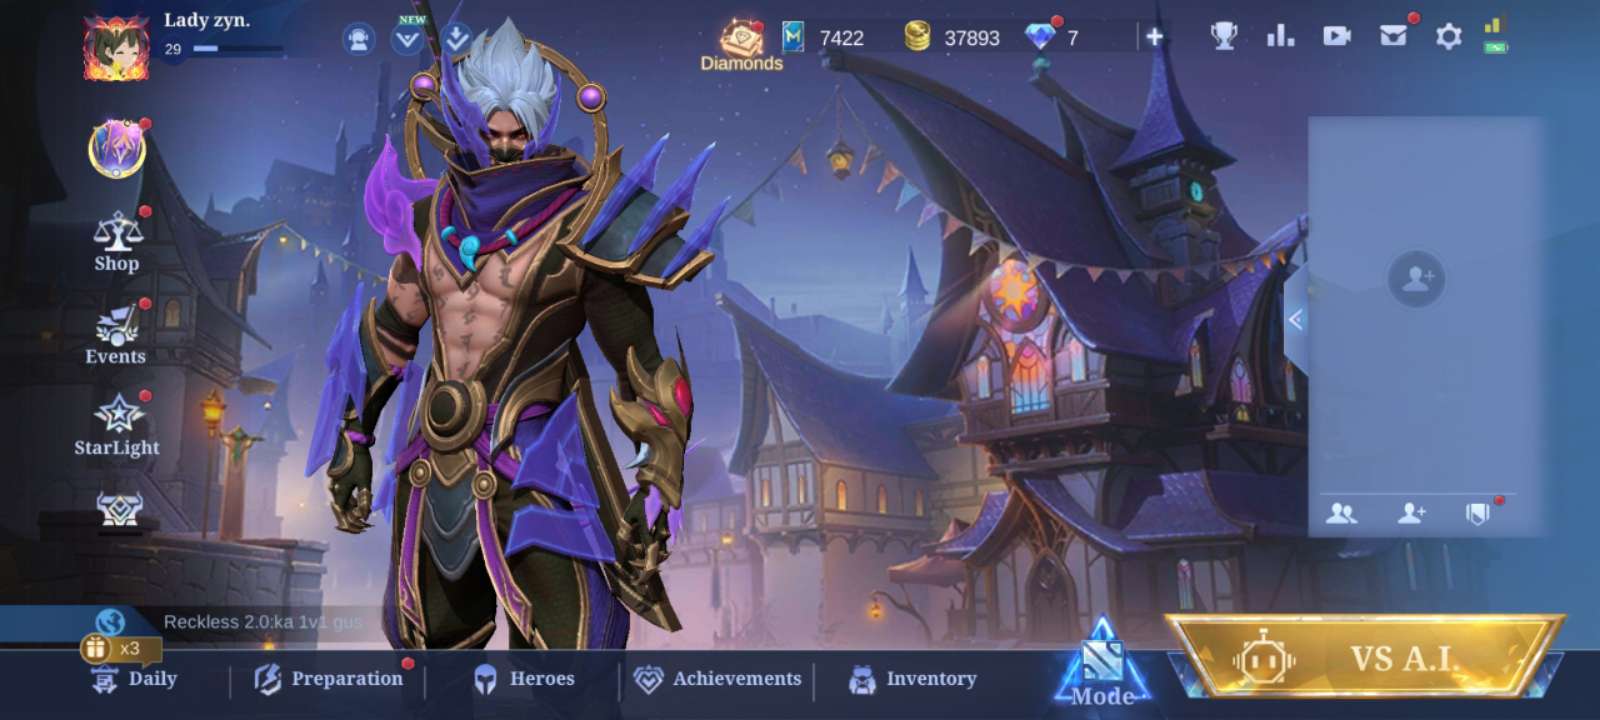 Lady zyn.
29
NEW
Diamonds
7422
37893
7
Shop
Events
StarLight
Reckless 2.0:ka 1v1 gus
x3
Daily
Preparation
Heroes
Achievements
Inventory
Mode
VS A.I.